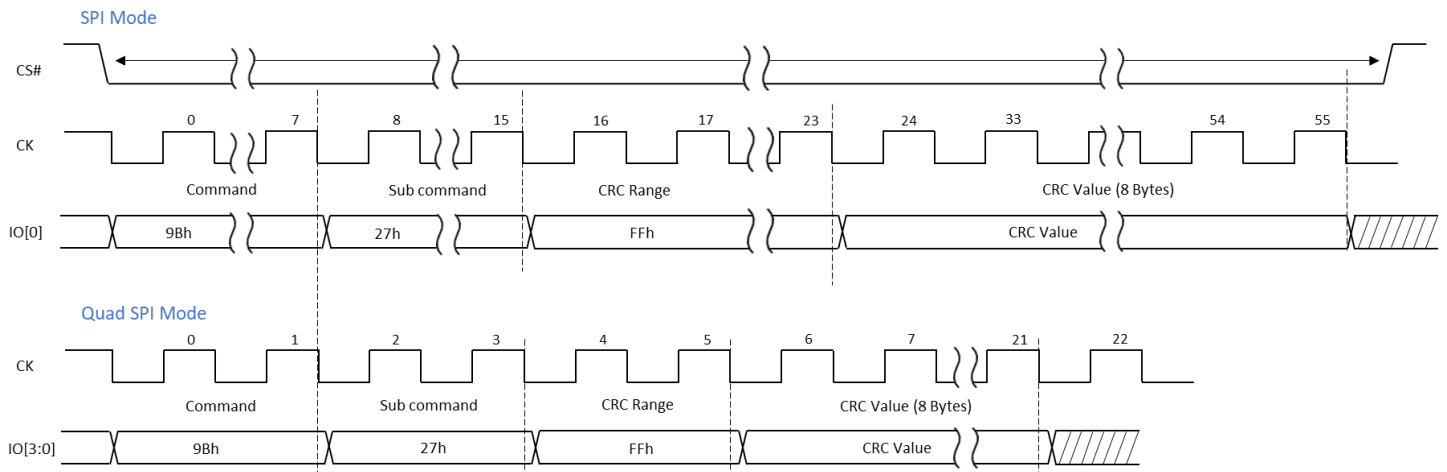 SPI Mode
CS#
0 7 8 15 16 17 23 24 33 54 55
CK
Command Sub command CRC Range CRC Value (8 Bytes)
IO[0] 9Bh 27h FFh CRC Value
Quad SPI Mode
0 1 2 3 4 5 6 7 21 22
CK
Command Sub command CRC Range CRC Value (8 Bytes)
IO[3:0] 9Bh 27h FFh CRC Value